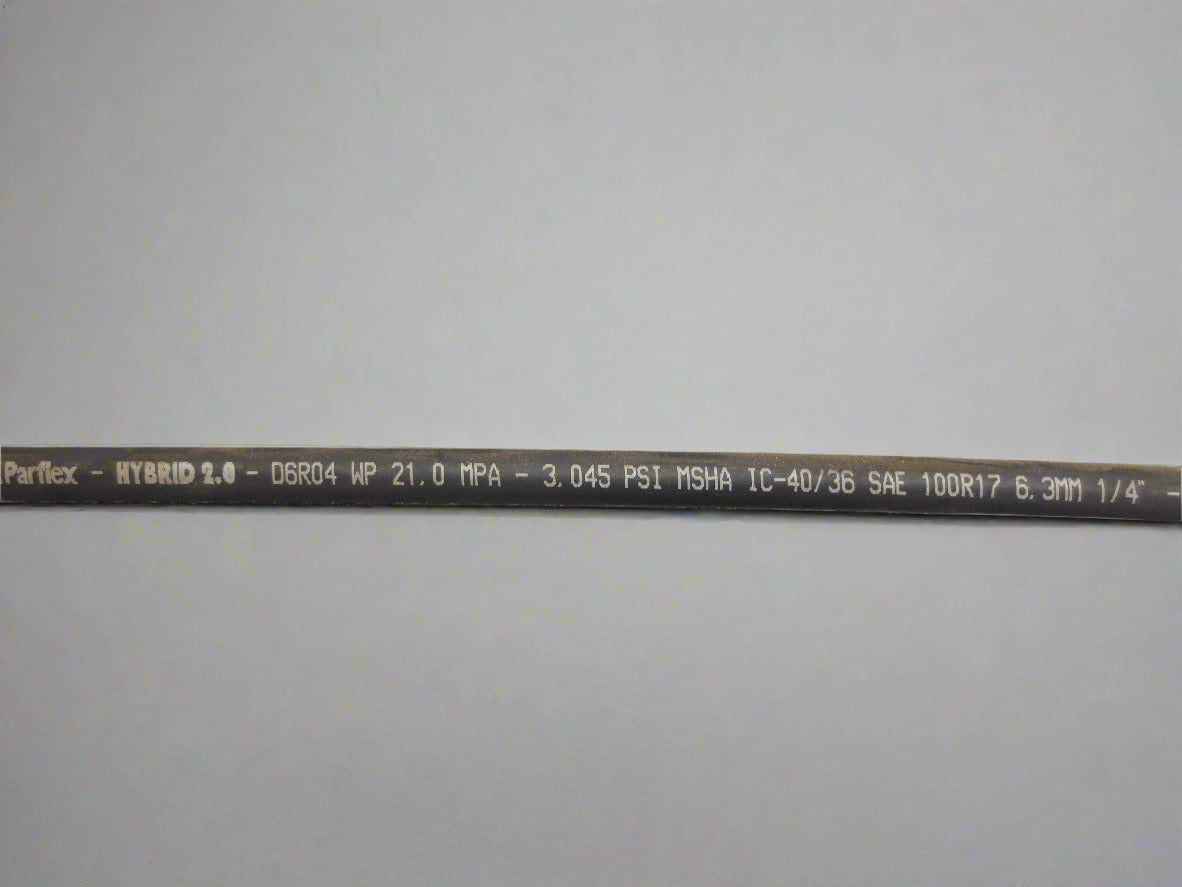 Parflex - HYBRID 2.0 - D6R04 WP 21.0 MPA - 3.045 PSI MSHA IC-40/36 SAE 100R17 6.3MM 1/4" -